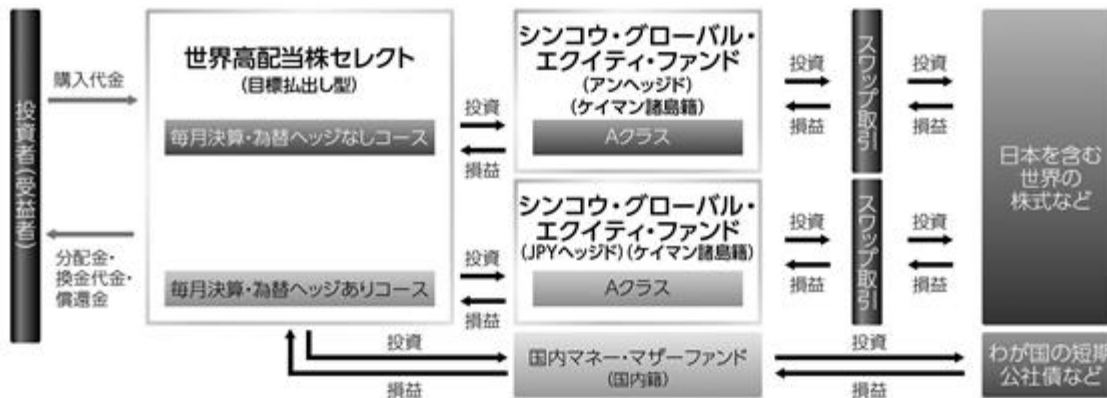 投資者(受益者)
購入代金
分配金・
換金代金・
償還金
世界高配当株セレクト
(目標払出し型)
毎月決算・為替ヘッジなしコース
毎月決算・為替ヘッジありコース
投資
損益
投資
損益
シンコウ・グローバル・
エクイティ・ファンド
(アンヘッジド)
(ケイマン諸島籍)
Aクラス
シンコウ・グローバル・
エクイティ・ファンド
(JPYヘッジド)(ケイマン諸島籍)
Aクラス
投資
損益
投資
損益
スワップ取引
スワップ取引
投資
損益
投資
損益
日本を含む
世界の
株式など
投資
損益
国内マネー・マザーファンド
(国内籍)
投資
損益
わが国の短期
公社債など